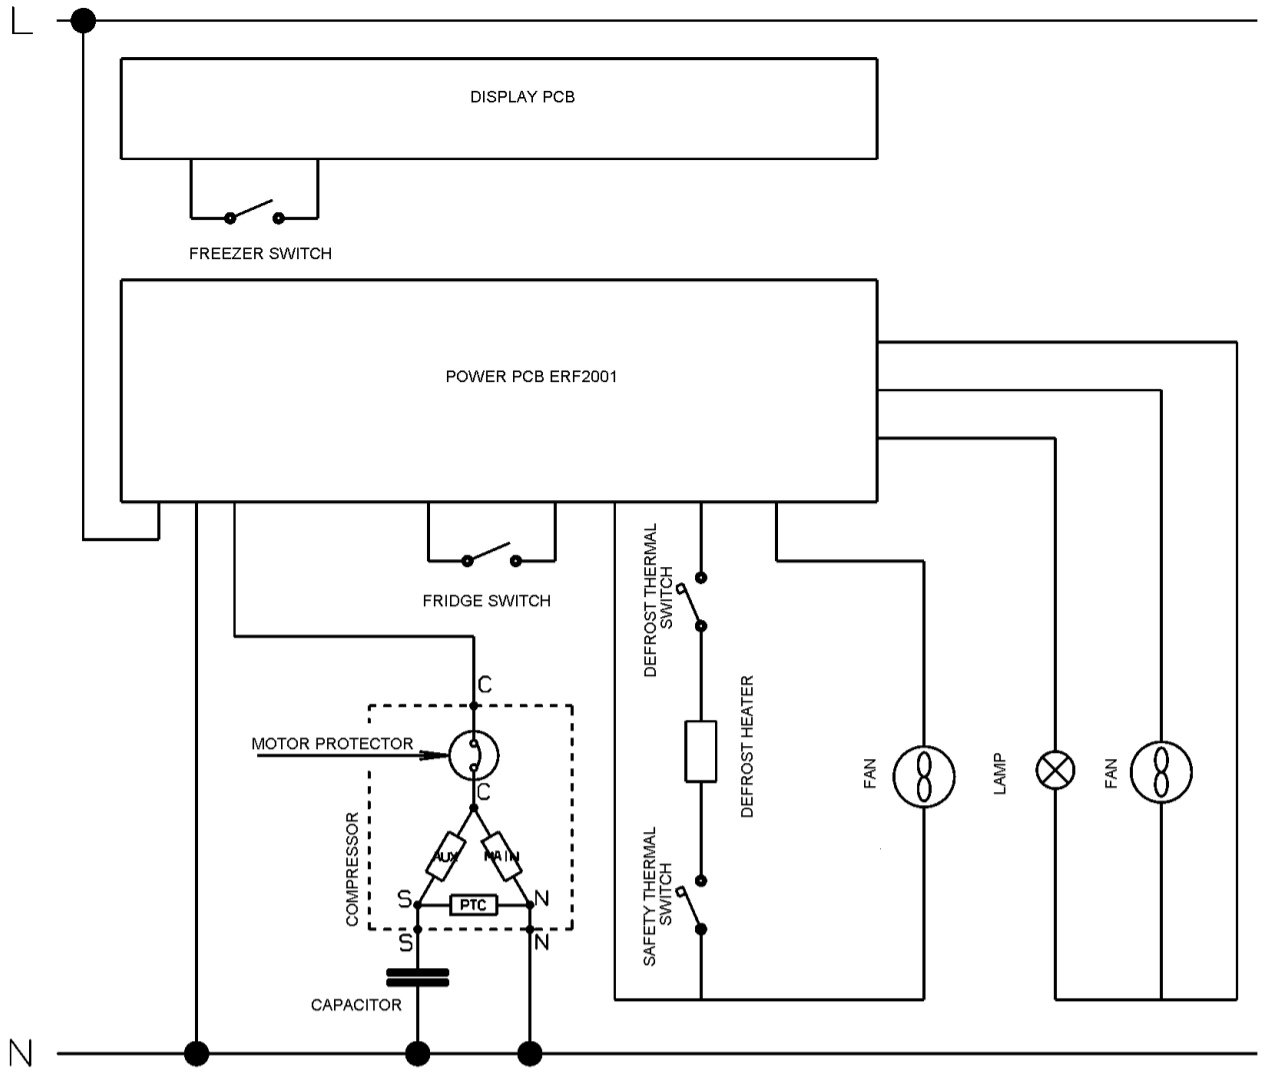 L
DISPLAY PCB
FREEZER SWITCH
POWER PCB ERF2001
FRIDGE SWITCH
DEFROST THERMAL
SWITCH
C
MOTOR PROTECTOR
DEFROST HEATER
FAN
LAMP
FAN
C
COMPRESSOR
AUX
MAIN
S
PTC
N
S
N
SAFETY THERMAL
SWITCH
CAPACITOR
N